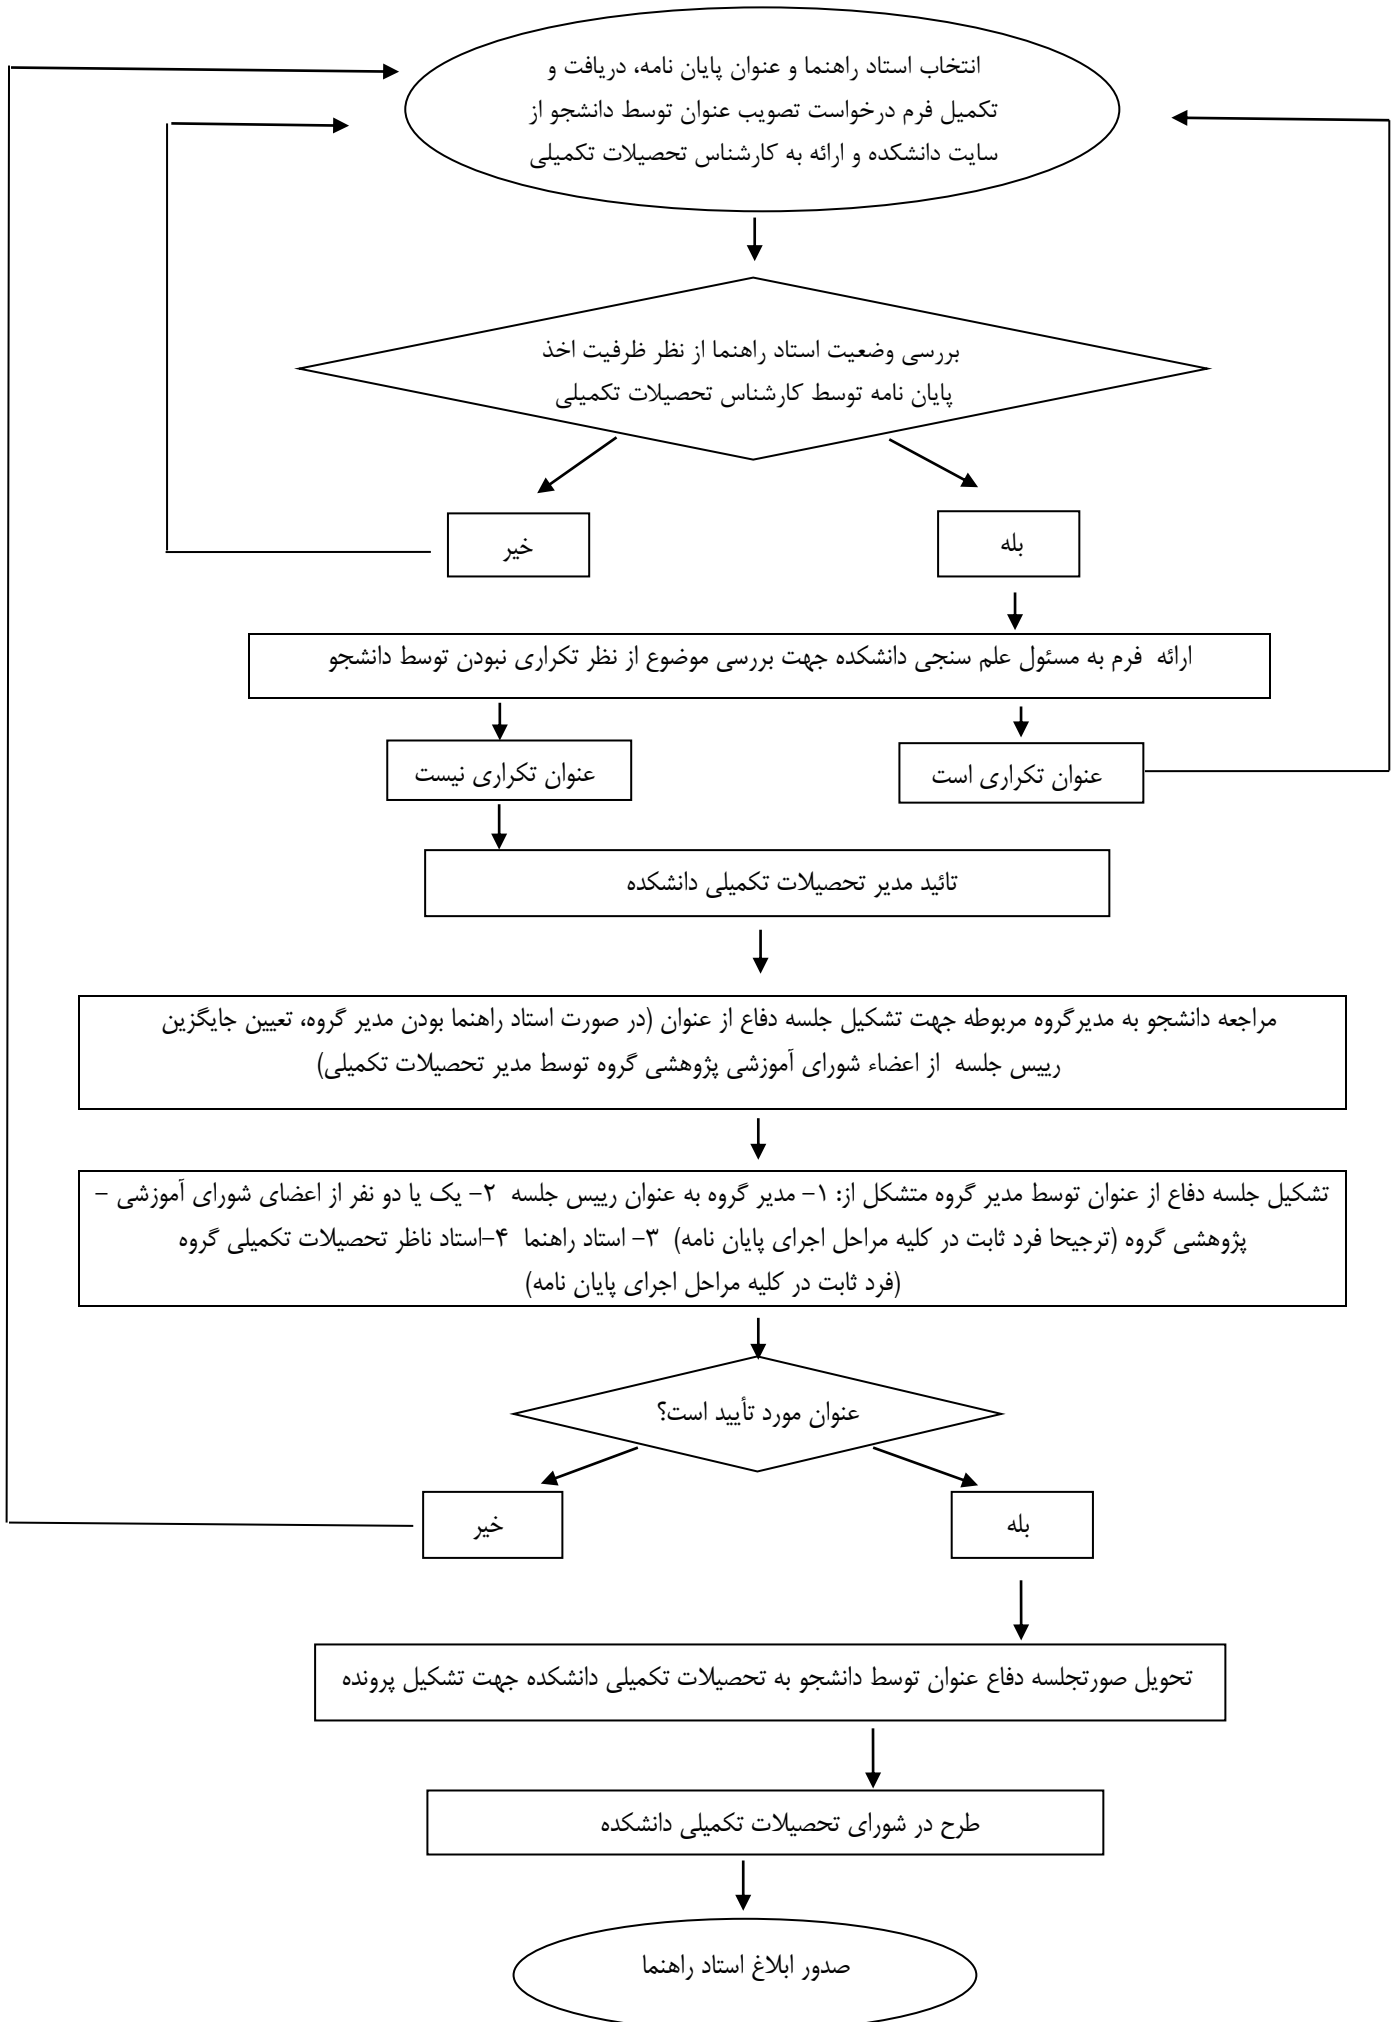 انتخاب استاد راهنما و عنوان پایان نامه، دریافت و
تکمیل فرم درخواست تصویب عنوان توسط دانشجو از
سایت دانشکده و ارائه به کارشناس تحصیلات تکمیلی
بررسی وضعیت استاد راهنما از نظر ظرفیت اخذ
پایان نامه توسط کارشناس تحصیلات تکمیلی
بله
خیر
ارائه فرم به مسئول علم سنجی دانشکده جهت بررسی موضوع از نظر تکراری نبودن توسط دانشجو
عنوان تکراری است
عنوان تکراری نیست
تائید مدیر تحصیلات تکمیلی دانشکده
مراجعه دانشجو به مدیرگروه مربوطه جهت تشکیل جلسه دفاع از عنوان (در صورت استاد راهنما بودن مدیر گروه، تعیین جایگزین
رییس جلسه از اعضاء شورای آموزشی پژوهشی گروه توسط مدیر تحصیلات تکمیلی)
تشکیل جلسه دفاع از عنوان توسط مدیر گروه متشکل از: ۱- مدیر گروه به عنوان رییس جلسه ۲- یک یا دو نفر از اعضای شورای آموزشی -
پژوهشی گروه (ترجیحا فرد ثابت در کلیه مراحل اجرای پایان نامه) ۳- استاد راهنما ۴-استاد ناظر تحصیلات تکمیلی گروه
(فرد ثابت در کلیه مراحل اجرای پایان نامه)
عنوان مورد تأیید است؟
بله
خیر
تحویل صورتجلسه دفاع عنوان توسط دانشجو به تحصیلات تکمیلی دانشکده جهت تشکیل پرونده
طرح در شورای تحصیلات تکمیلی دانشکده
صدور ابلاغ استاد راهنما